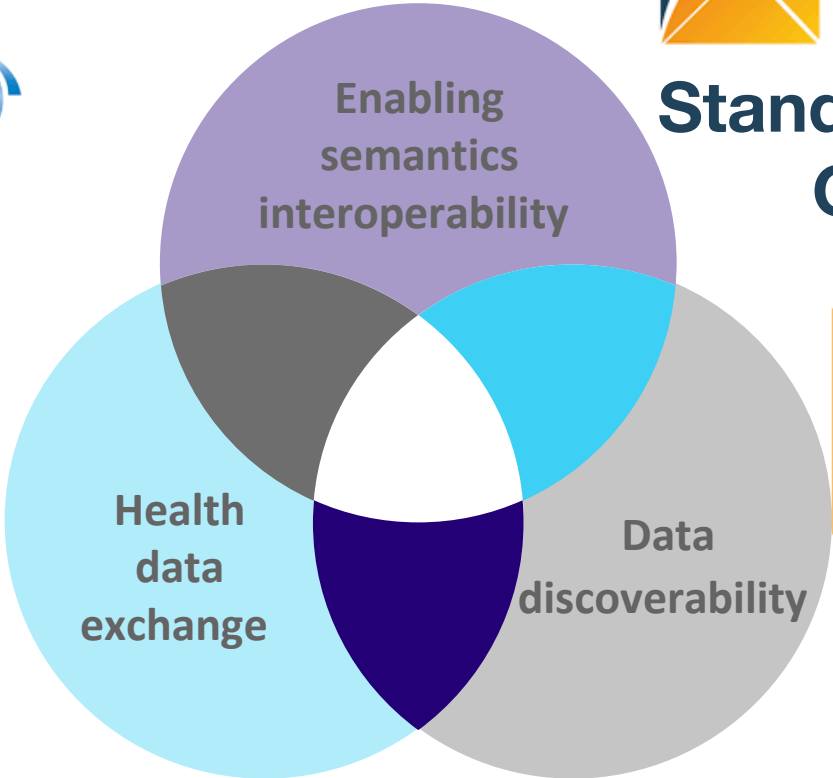 Enabling
semantics
interoperability
Health
data
exchange
Data
discoverability